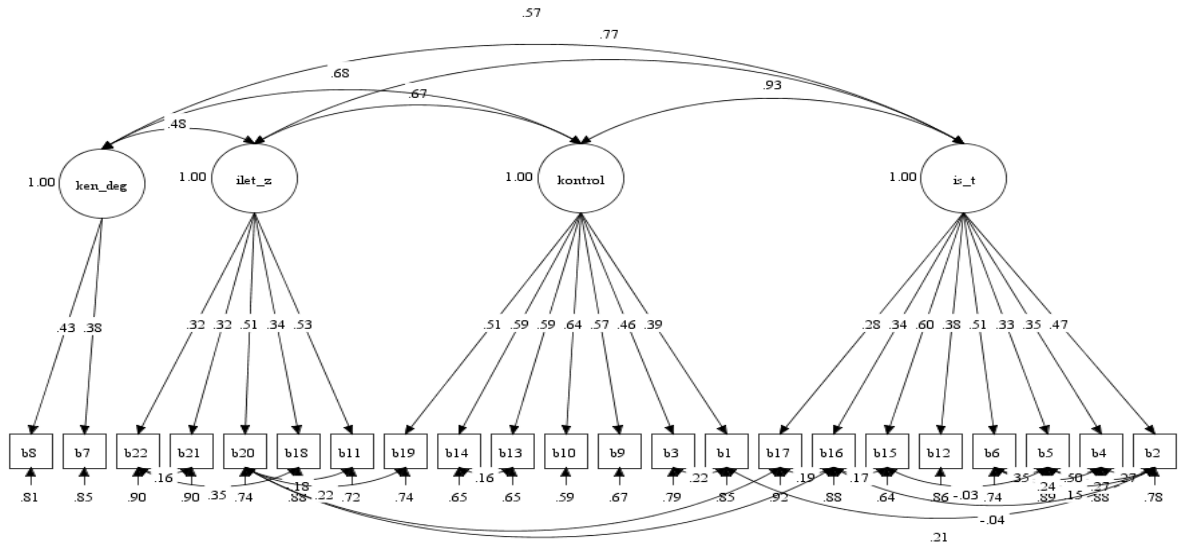 .57
.77
.68
.67
.93
.48
1.00 ken_deg 1.00 ilet_z 1.00 kontrol 1.00 is_t
.43 .38 .32 .32 .51 .34 .53 .51 .59 .59 .64 .57 .46 .39 .28 .34 .60 .38 .51 .33 .35 .47
b8 b7 b22 b21 b20 b18 b11 b19 b14 b13 b10 b9 b3 b1 b17 b16 b15 b12 b6 b5 b4 b2
.16 .16 .22 .19 .17 .35 .50 .27
.18 .24 .27
.81 .85 .90 .90 .35 .74 .88 .22 .72 .74 .65 .65 .59 .67 .79 .85 .92 .88 .64 .86 -.03 .74 .89 .15 .88 .78
-.04
.21